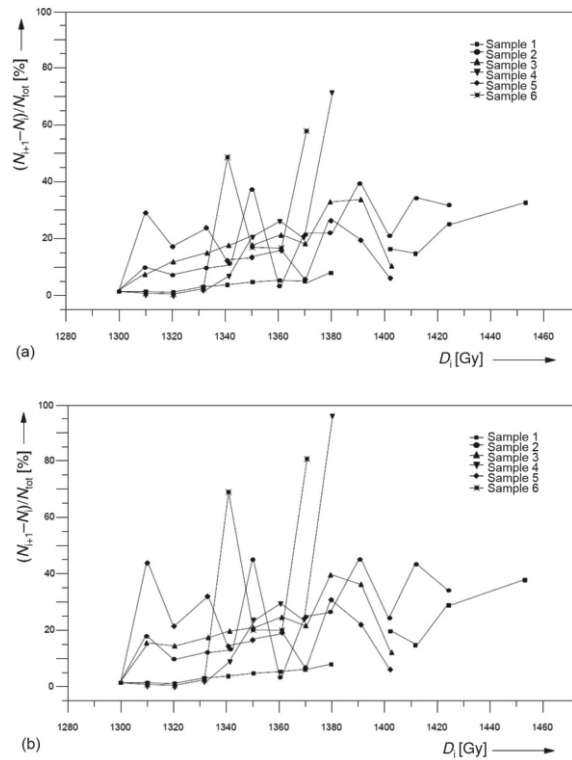 100
80
60
40
20
0
(N_{i+1}−N_i)/N_tot [%]
Sample 1
Sample 2
Sample 3
Sample 4
Sample 5
Sample 6
1280 1300 1320 1340 1360 1380 1400 1420 1440 1460
(a)
D_i [Gy]
100
80
60
40
20
0
(N_{i+1}−N_i)/N_tot [%]
Sample 1
Sample 2
Sample 3
Sample 4
Sample 5
Sample 6
1280 1300 1320 1340 1360 1380 1400 1420 1440 1460
(b)
D_i [Gy]